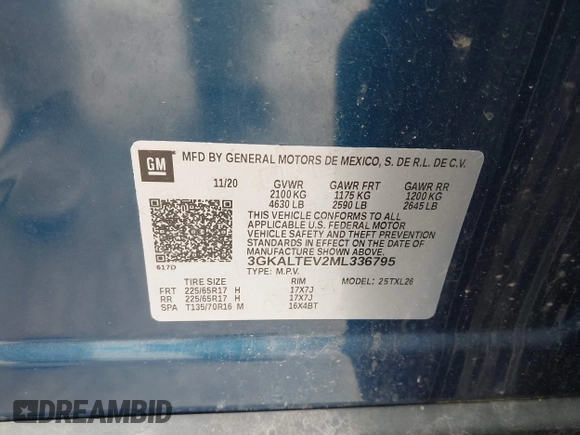 GM
MFD BY GENERAL MOTORS DE MEXICO, S. DE R.L. DE C.V.
11/20 GVWR GAWR FRT GAWR RR
2100 KG 1175 KG 1200 KG
4630 LB 2590 LB 2645 LB
THIS VEHICLE CONFORMS TO ALL
APPLICABLE U.S. FEDERAL MOTOR
VEHICLE SAFETY AND THEFT PREVENTION
STANDARDS IN EFFECT ON THE DATE OF
MANUFACTURE SHOWN ABOVE.
617D 3GKALTEV2ML336795
TYPE: M.P.V.
TIRE SIZE RIM MODEL: 25TXL26
FRT 225/65R17 H 17X7J
RR 225/65R17 H 17X7J
SPA T135/70R16 M 16X4BT
DREAMBID